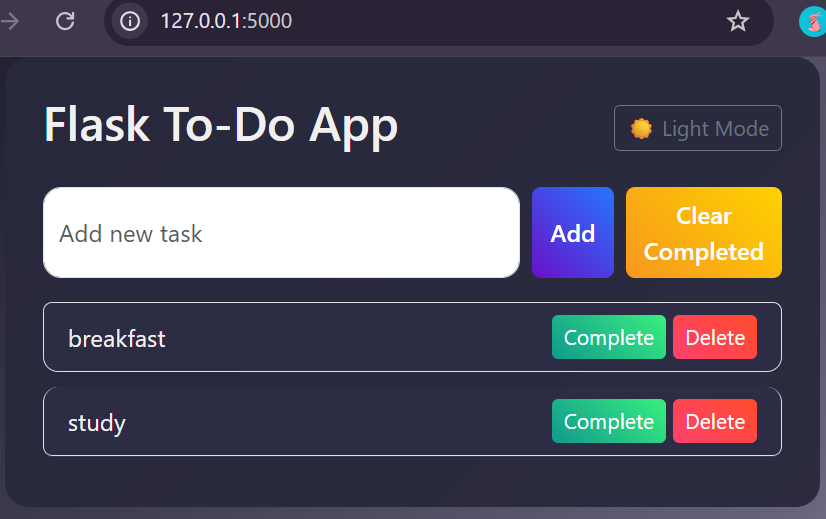 127.0.0.1:5000
Flask To-Do App
Light Mode
Add new task
Add
Clear
Completed
breakfast
Complete
Delete
study
Complete
Delete